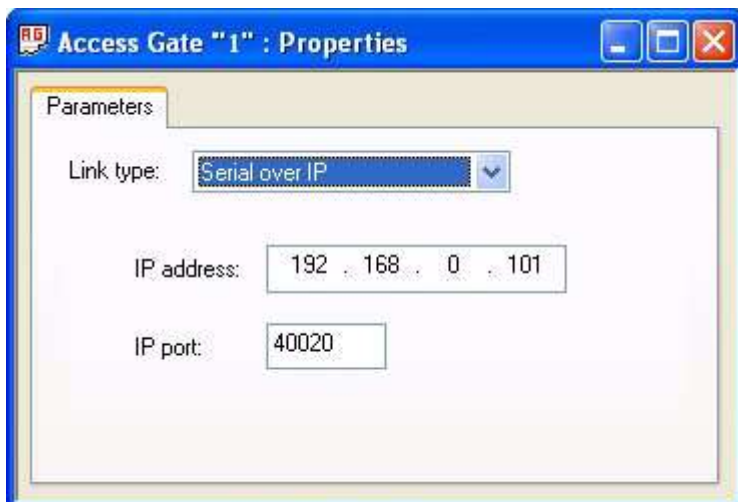 Access Gate "1" : Properties
Parameters
Link type: Serial over IP
IP address: 192 . 168 . 0 . 101
IP port: 40020